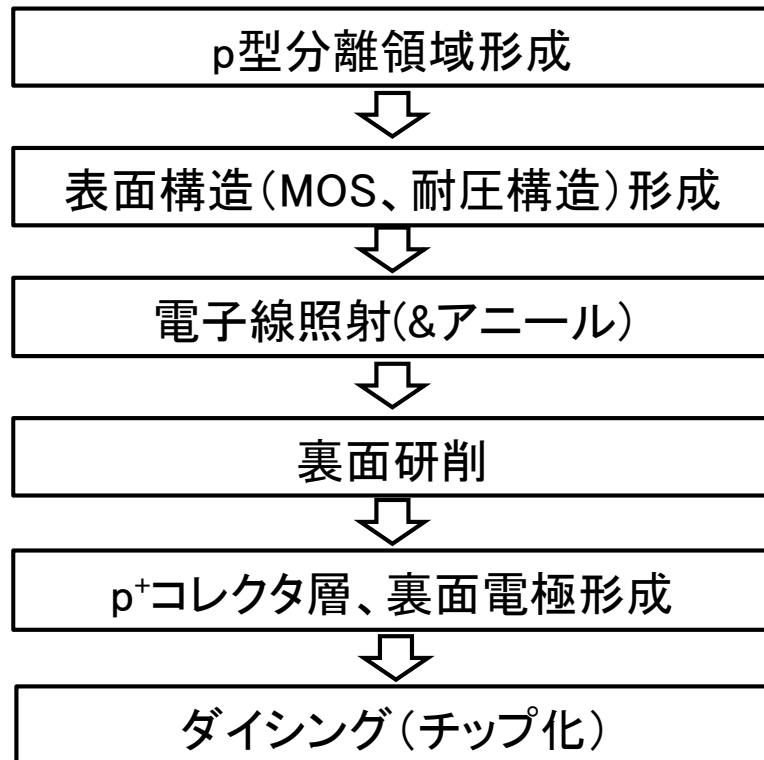 p型分離領域形成
表面構造(MOS、耐圧構造)形成
電子線照射(&アニール)
裏面研削
p⁺コレクタ層、裏面電極形成
ダイシング(チップ化)